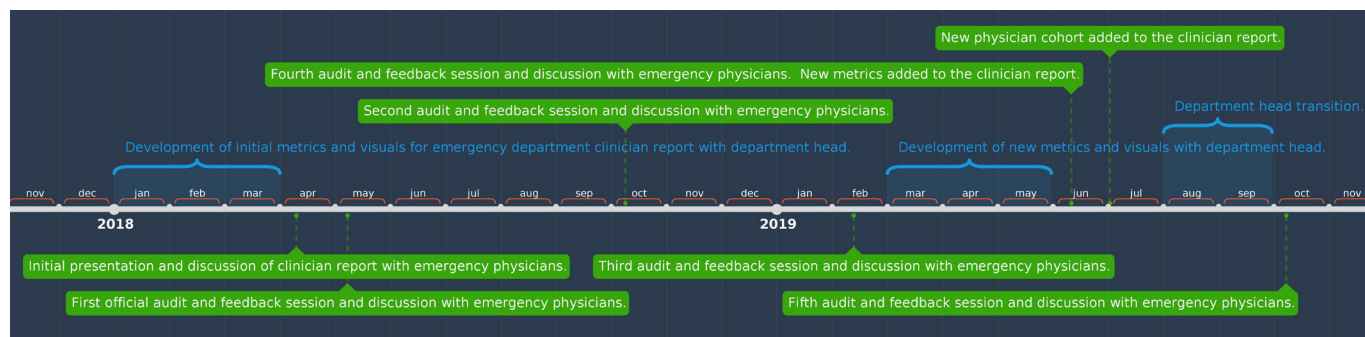 New physician cohort added to the clinician report.
Fourth audit and feedback session and discussion with emergency physicians.  New metrics added to the clinician report.
Department head transition.
Second audit and feedback session and discussion with emergency physicians.
Development of initial metrics and visuals for emergency department clinician report with department head.
Development of new metrics and visuals with department head.
nov dec jan feb mar apr may jun jul aug sep oct nov dec jan feb mar apr may jun jul aug sep oct nov
2018 2019
Initial presentation and discussion of clinician report with emergency physicians.
Third audit and feedback session and discussion with emergency physicians.
First official audit and feedback session and discussion with emergency physicians.
Fifth audit and feedback session and discussion with emergency physicians.